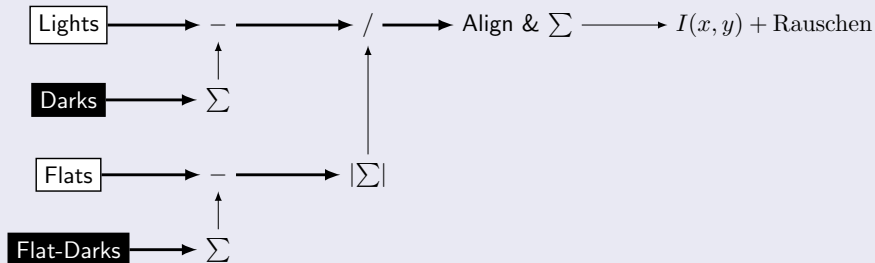 Lights − / Align & ∑ I(x, y) + Rauschen
Darks ∑
Flats − |∑|
Flat-Darks ∑